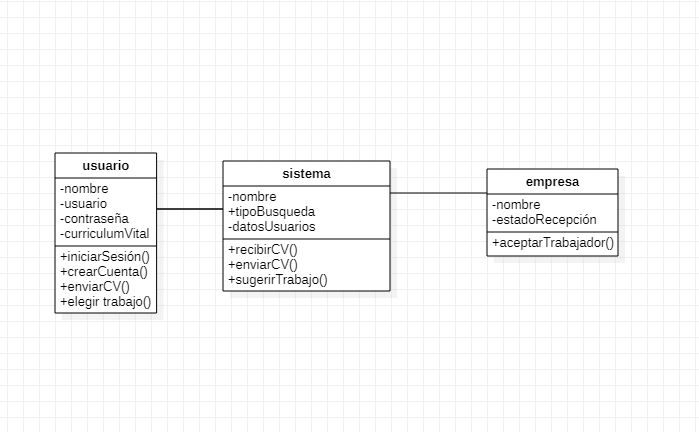 usuario
-nombre
-usuario
-contraseña
-curriculumVital
+iniciarSesión()
+crearCuenta()
+enviarCV()
+elegir trabajo()
sistema
-nombre
+tipoBusqueda
-datosUsuarios
+recibirCV()
+enviarCV()
+sugerirTrabajo()
empresa
-nombre
-estadoRecepción
+aceptarTrabajador()